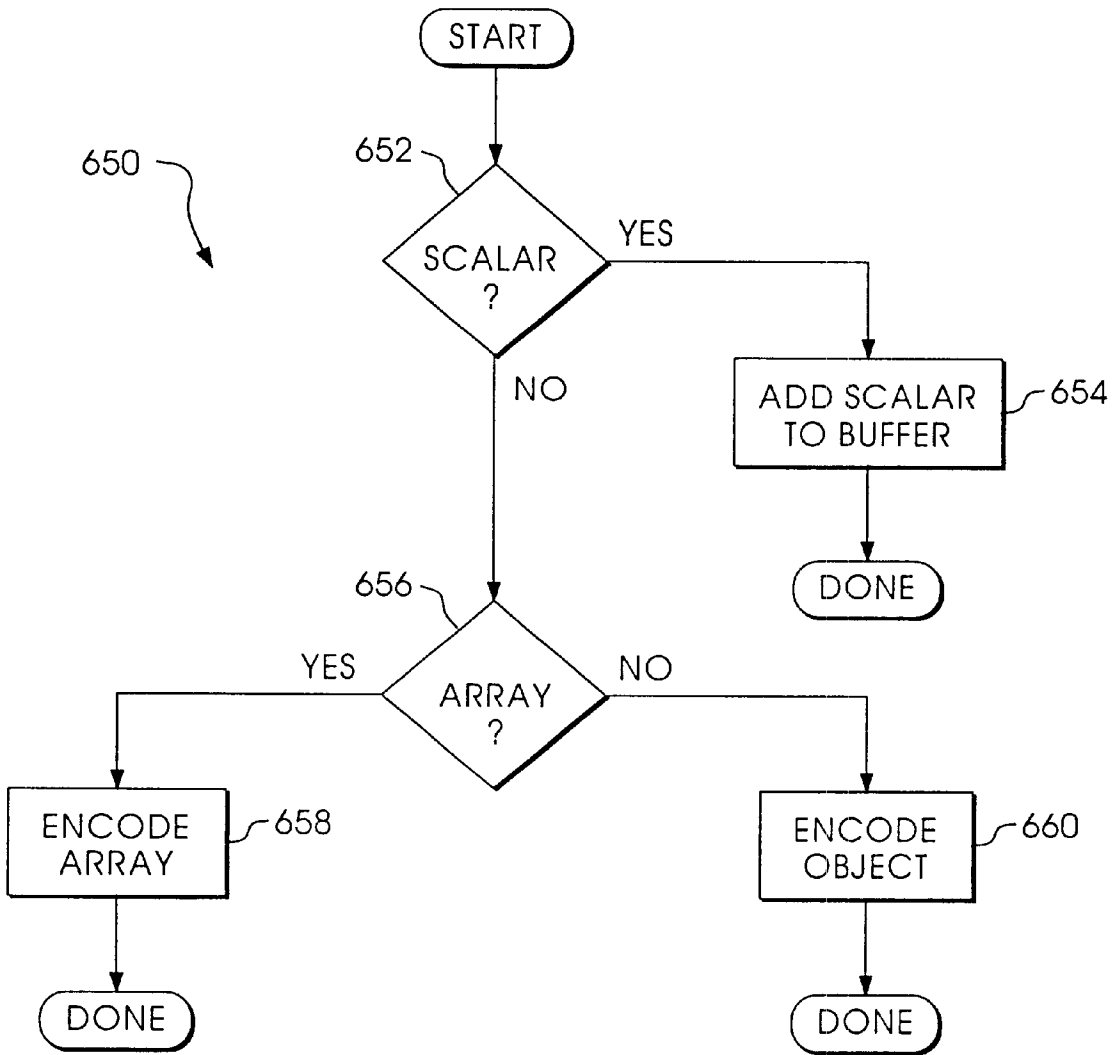 START
650
652
SCALAR
?
YES
NO
ADD SCALAR
TO BUFFER
654
DONE
656
ARRAY
?
YES
NO
ENCODE
ARRAY
658
ENCODE
OBJECT
660
DONE
DONE